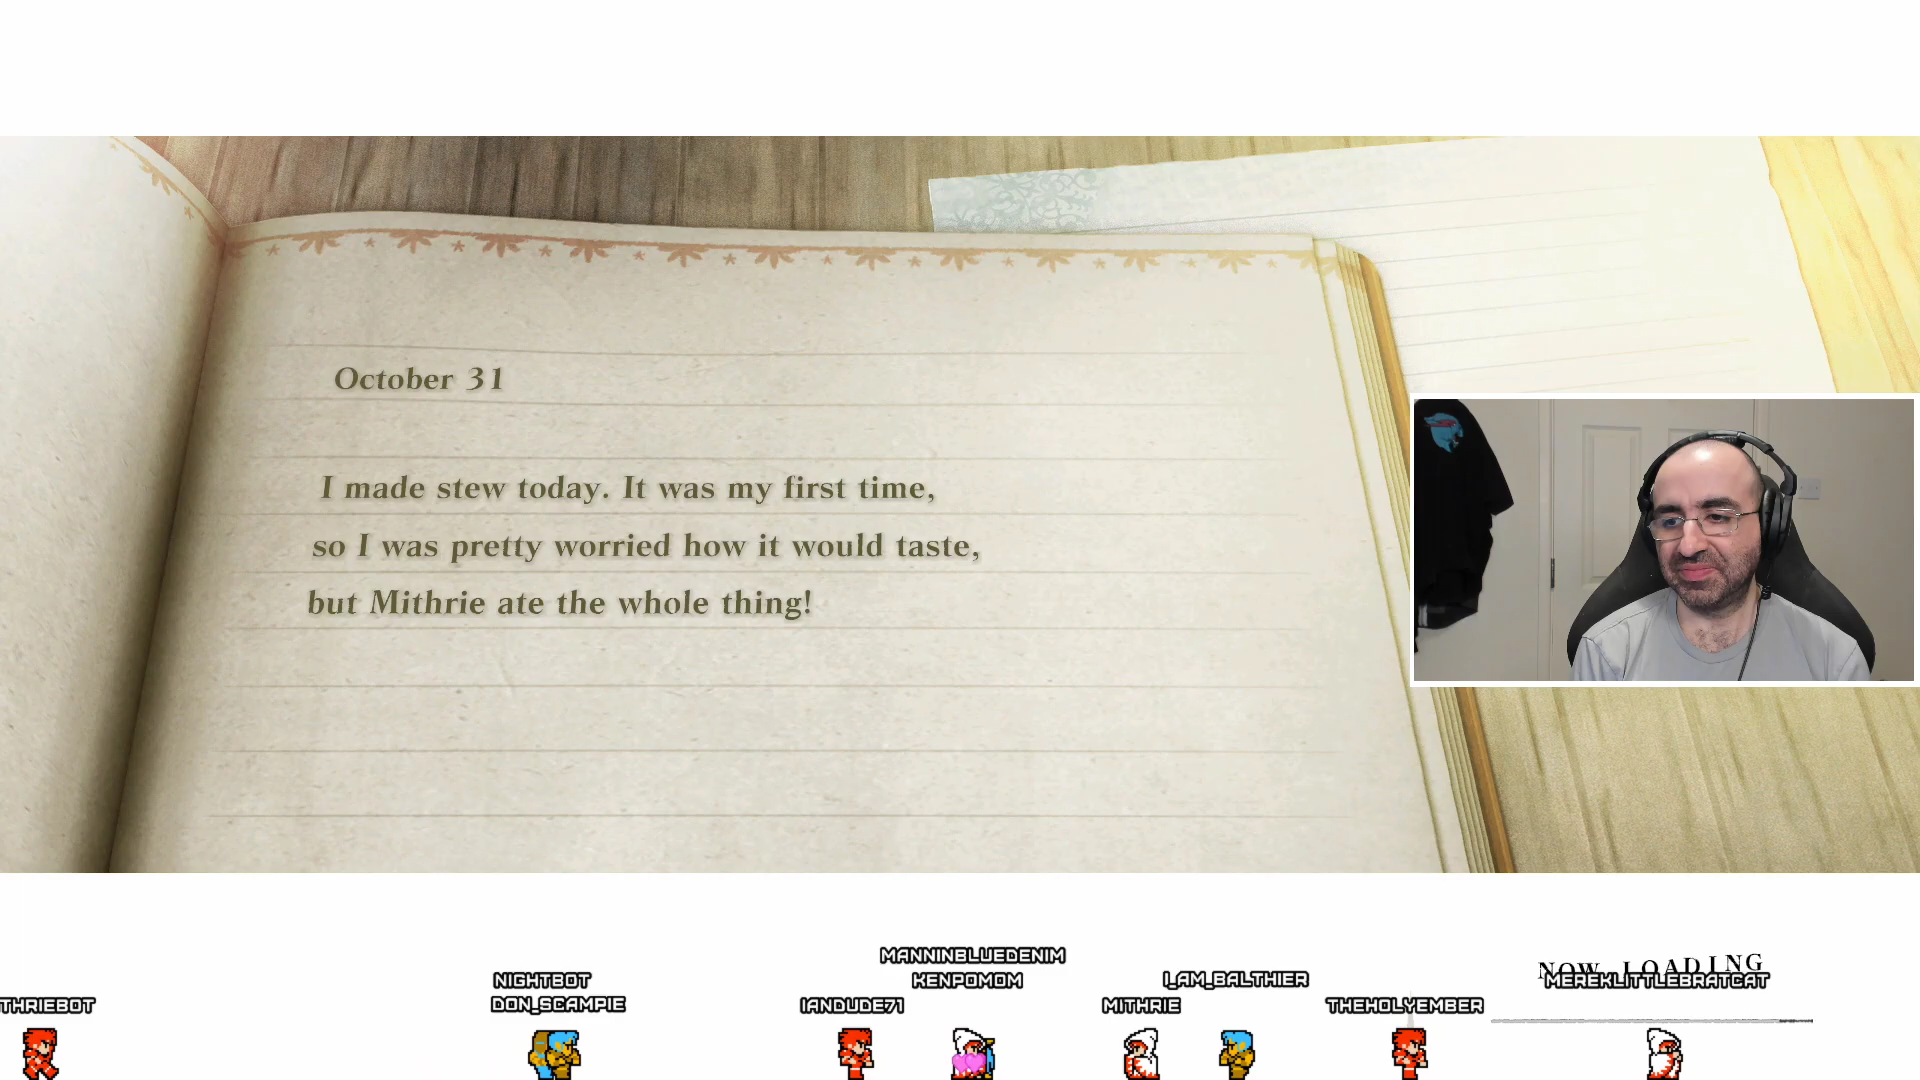 October 31
I made stew today. It was my first time,
so I was pretty worried how it would taste,
but Mithrie ate the whole thing!
NOW LOADING
MANNINBLUEDENIM
NIGHTBOT
KENPOMOM
I_AM_BALTHIER
MEREKLITTLEBRATCAT
THRIEBOT
DON_SCAMPIE
IANDUDE71
MITHRIE
THEHOLYEMBER